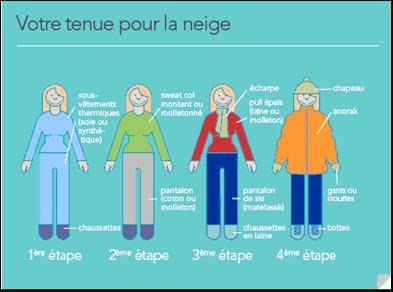 Votre tenue pour la neige
sous-
vêtements
thermiques
(soie ou
synthé-
tique)
chaussettes
1ère étape
sweat col
montant ou
molletonné
pantalon
(coton ou
molleton)
2ème étape
écharpe
pull épais
(laine ou
molleton)
pantalon
de ski
(matelassé)
chaussettes
en laine
3ème étape
chapeau
anorak
gants ou
moufles
bottes
4ème étape